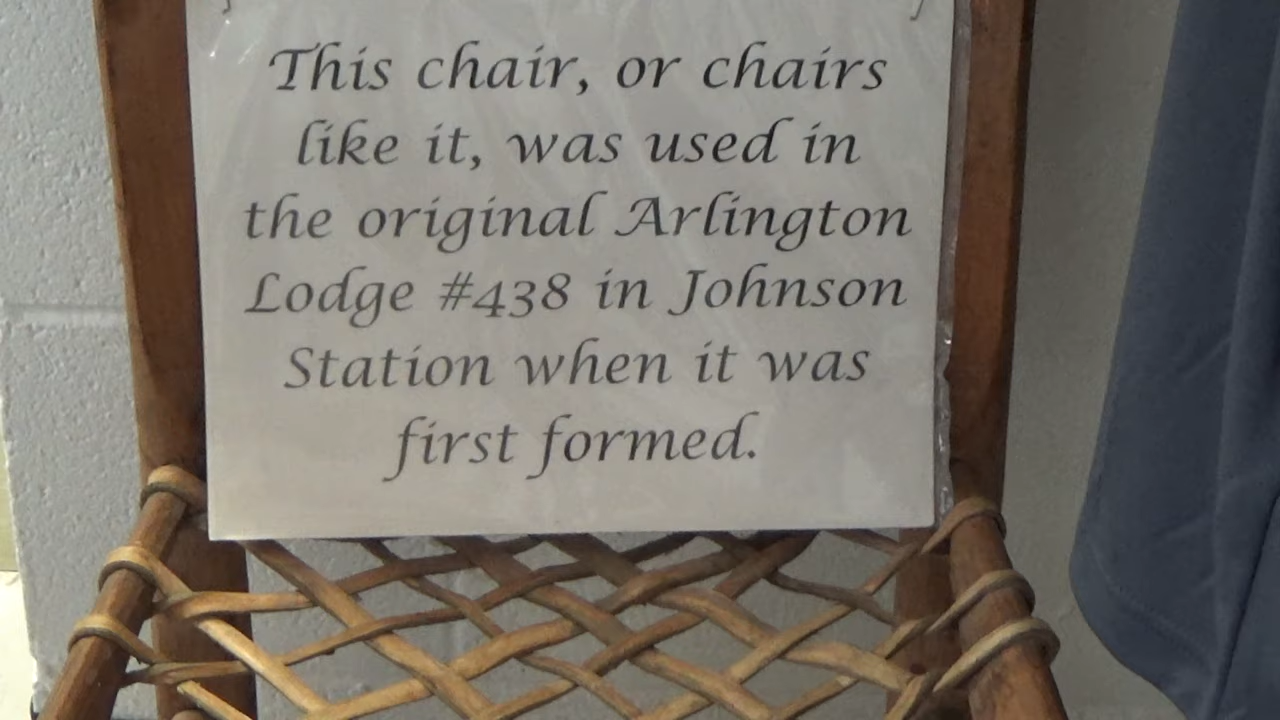 This chair, or chairs
like it, was used in
the original Arlington
Lodge #438 in Johnson
Station when it was
first formed.